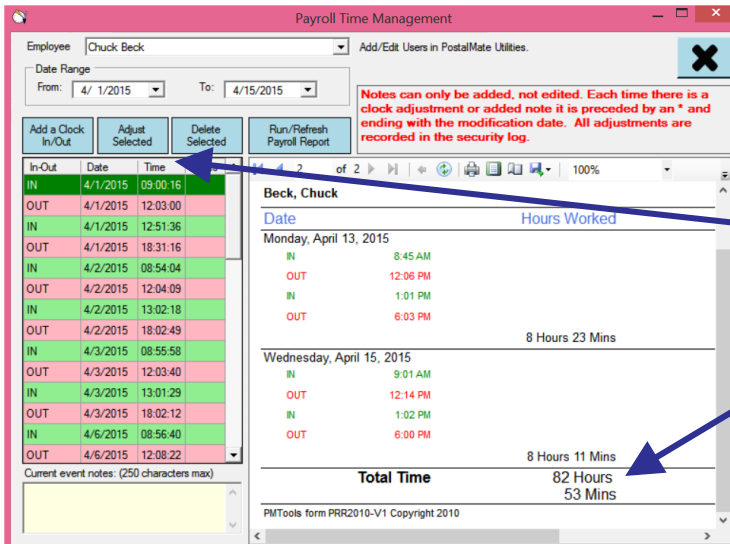 Payroll Time Management
Employee Chuck Beck Add/Edit Users in PostalMate Utilities.
Date Range
From: 4/ 1/2015 To: 4/15/2015
Notes can only be added, not edited. Each time there is a
clock adjustment or added note it is preceded by an * and
ending with the modification date. All adjustments are
recorded in the security log.
Add a Clock In/Out
Adjust Selected
Delete Selected
Run/Refresh Payroll Report
In-Out Date Time
IN 4/1/2015 09:00:16
OUT 4/1/2015 12:03:00
IN 4/1/2015 12:51:36
OUT 4/1/2015 18:31:16
IN 4/2/2015 08:54:04
OUT 4/2/2015 12:04:09
IN 4/2/2015 13:02:18
OUT 4/2/2015 18:02:49
IN 4/3/2015 08:55:58
OUT 4/3/2015 12:03:40
IN 4/3/2015 13:01:29
OUT 4/3/2015 18:02:12
IN 4/6/2015 08:56:40
OUT 4/6/2015 12:08:22
Current event notes: (250 characters max)
2 of 2 100%
Beck, Chuck
Date Hours Worked
Monday, April 13, 2015
IN 8:45 AM
OUT 12:06 PM
IN 1:01 PM
OUT 6:03 PM
8 Hours 23 Mins
Wednesday, April 15, 2015
IN 9:01 AM
OUT 12:14 PM
IN 1:02 PM
OUT 6:00 PM
8 Hours 11 Mins
Total Time 82 Hours
53 Mins
PMTools form PRR2010-V1 Copyright 2010